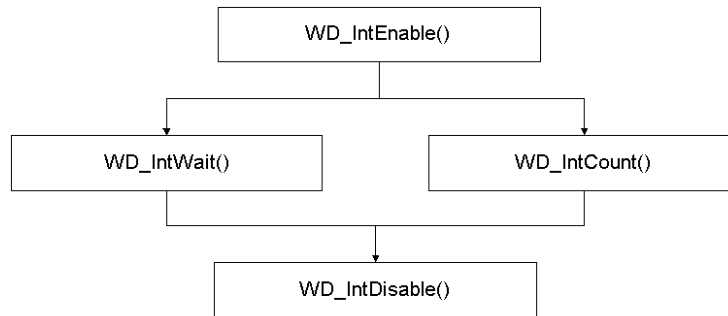 WD_IntEnable()
WD_IntWait()
WD_IntCount()
WD_IntDisable()